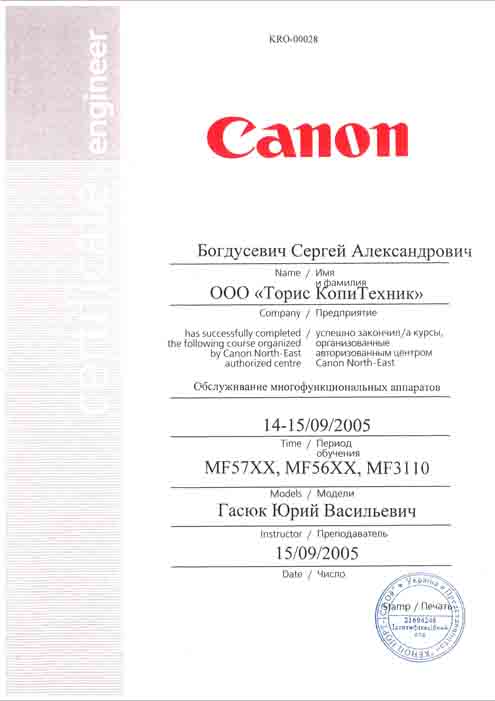 KRO-00028
engineer
certificate
Canon
Богдусевич Сергей Александрович
Name / Имя
и фамилия
ООО «Торис КопиТехник»
Company / Предприятие
has successfully completed / успешно закончил/а курсы,
the following course organized организованные
by Canon North-East авторизованным центром
authorized centre Canon North-East
Обслуживание многофункциональных аппаратов
14-15/09/2005
Time / Период
обучения
MF57XX, MF56XX, MF3110
Models / Модели
Гасюк Юрий Васильевич
Instructor / Преподаватель
15/09/2005
Date / Число
Stamp / Печать
Україна
21694246
Ідентифікаційний
код